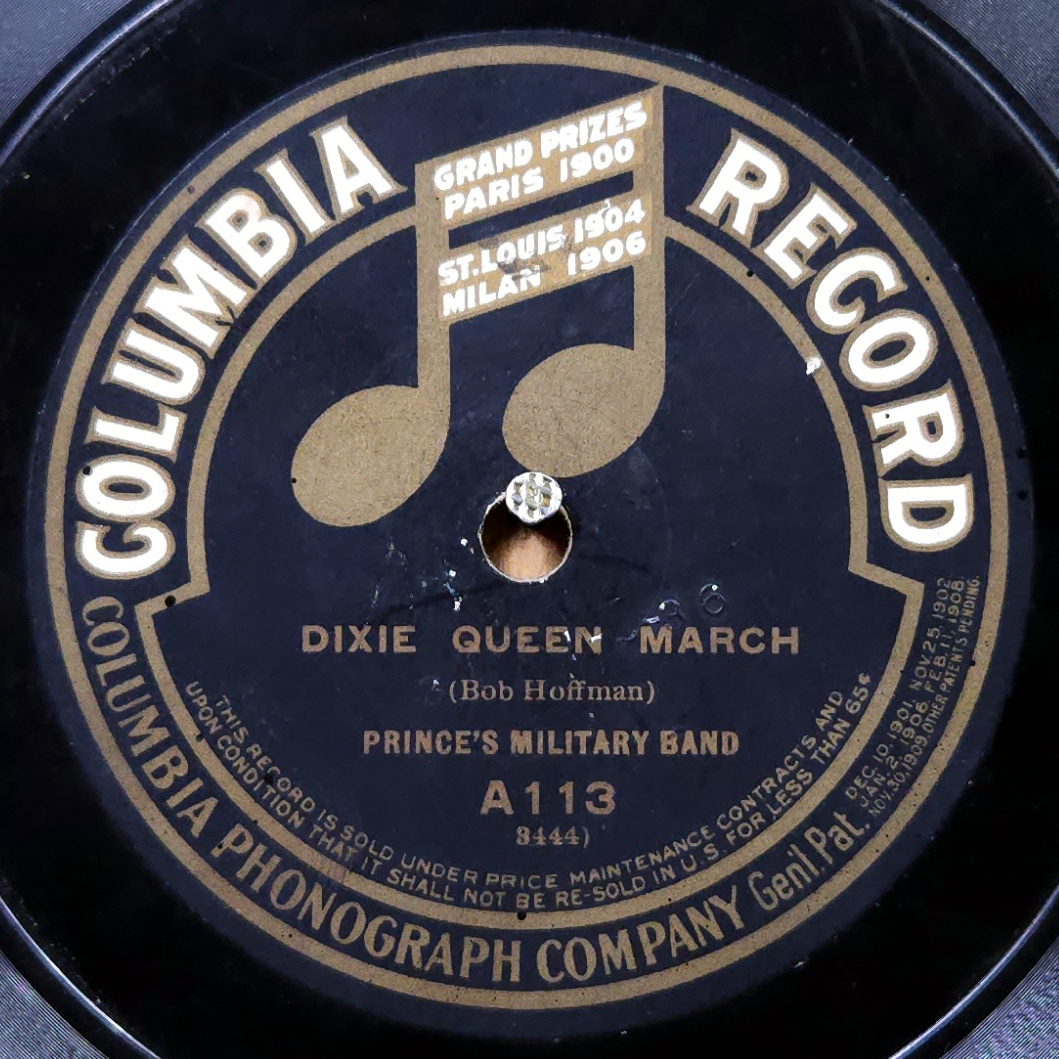 COLUMBIA RECORD
GRAND PRIZES
PARIS 1900
ST. LOUIS 1904
MILAN 1906
DIXIE QUEEN MARCH
(Bob Hoffman)
PRINCE'S MILITARY BAND
A113
3444)
THIS RECORD IS SOLD UNDER PRICE MAINTENANCE CONTRACTS AND
UPON CONDITION THAT IT SHALL NOT BE RE-SOLD IN U.S. FOR LESS THAN 65¢
COLUMBIA PHONOGRAPH COMPANY Gen'l. Pat.
DEC. 10, 1901 NOV. 25, 1902
JAN. 2, 1906 FEB. 11, 1908
NOV. 30, 1909. OTHER PATENTS PENDING.